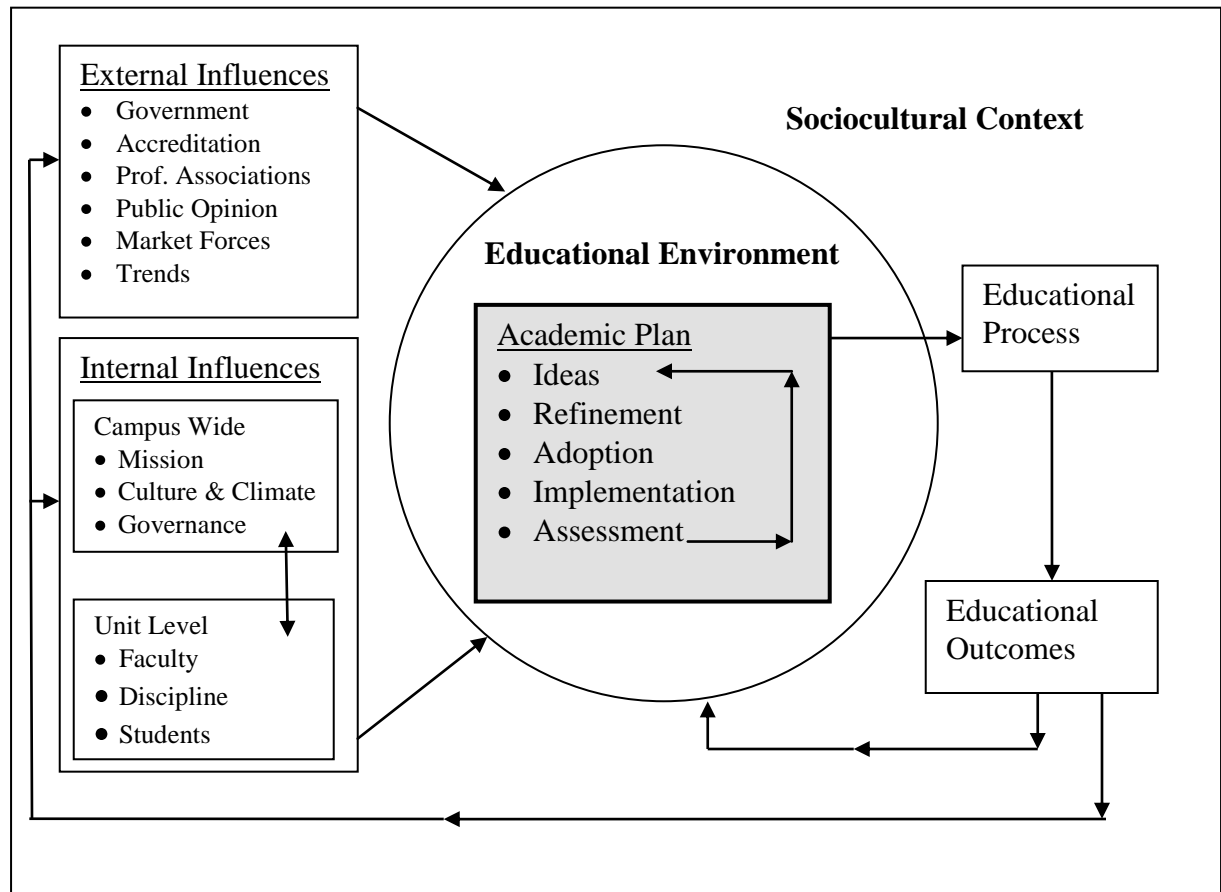 External Influences
● Government
● Accreditation
● Prof. Associations
● Public Opinion
● Market Forces
● Trends
Internal Influences
Campus Wide
● Mission
● Culture & Climate
● Governance
Unit Level
● Faculty
● Discipline
● Students
Sociocultural Context
Educational Environment
Academic Plan
● Ideas
● Refinement
● Adoption
● Implementation
● Assessment
Educational
Process
Educational
Outcomes